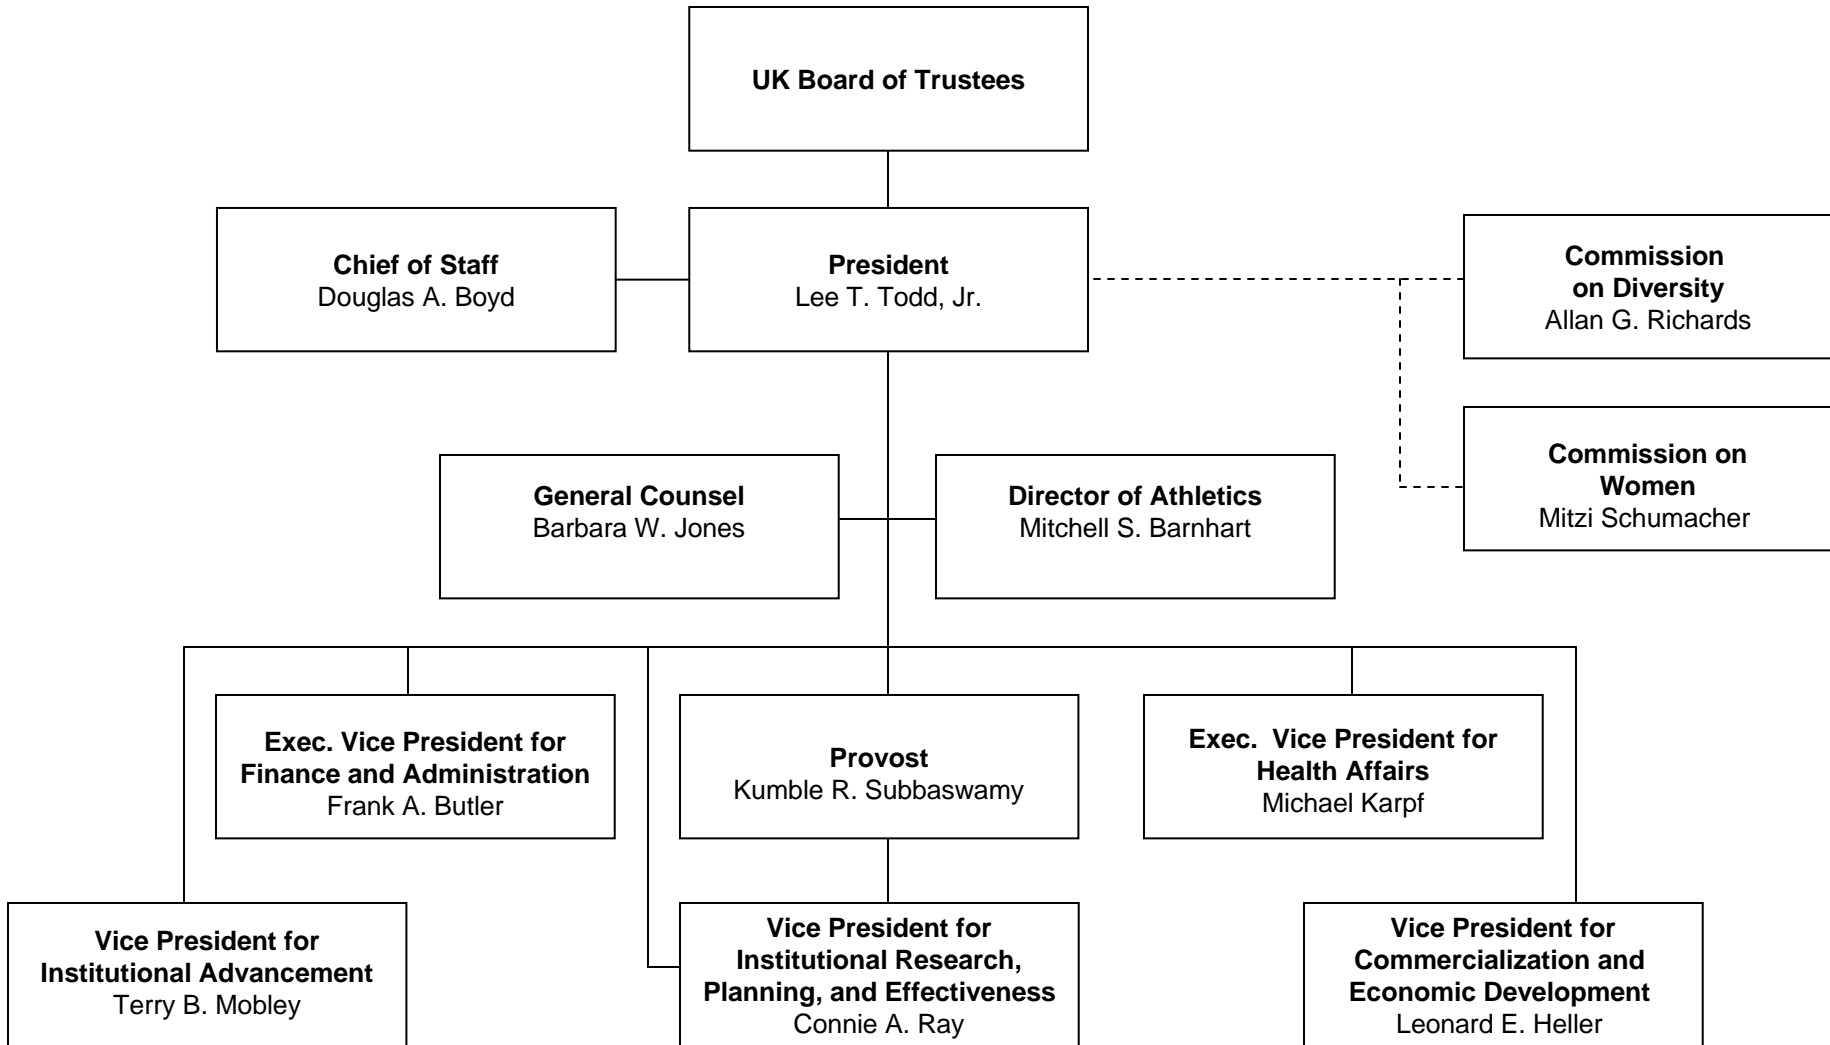 UK Board of Trustees
Chief of Staff
Douglas A. Boyd
President
Lee T. Todd, Jr.
Commission
on Diversity
Allan G. Richards
Commission on
Women
Mitzi Schumacher
General Counsel
Barbara W. Jones
Director of Athletics
Mitchell S. Barnhart
Exec. Vice President for
Finance and Administration
Frank A. Butler
Provost
Kumble R. Subbaswamy
Exec. Vice President for
Health Affairs
Michael Karpf
Vice President for
Institutional Advancement
Terry B. Mobley
Vice President for
Institutional Research,
Planning, and Effectiveness
Connie A. Ray
Vice President for
Commercialization and
Economic Development
Leonard E. Heller